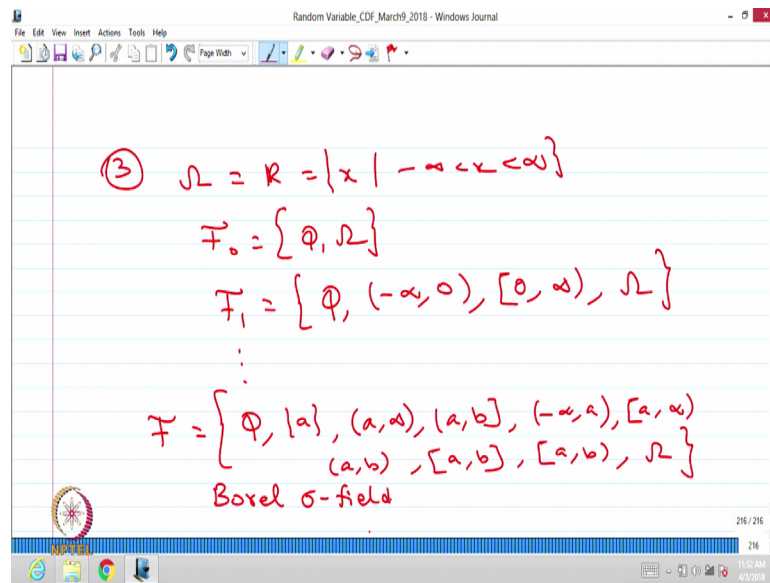 Random Variable_CDF_March9_2018 - Windows Journal
File Edit View Insert Actions Tools Help
Page Width
③ Ω = R = {x | -∞ < x < ∞}
F₀ = {Φ, Ω}
F₁ = {Φ, (-∞, 0), [0, ∞), Ω}
⋮
F = {Φ, {a}, (a, ∞), (a, b], (-∞, a), [a, ∞)
(a, b), [a, b], [a, b), Ω}
Borel σ-field
216 / 216
NPTEL
216
11:52 AM
4/3/2018